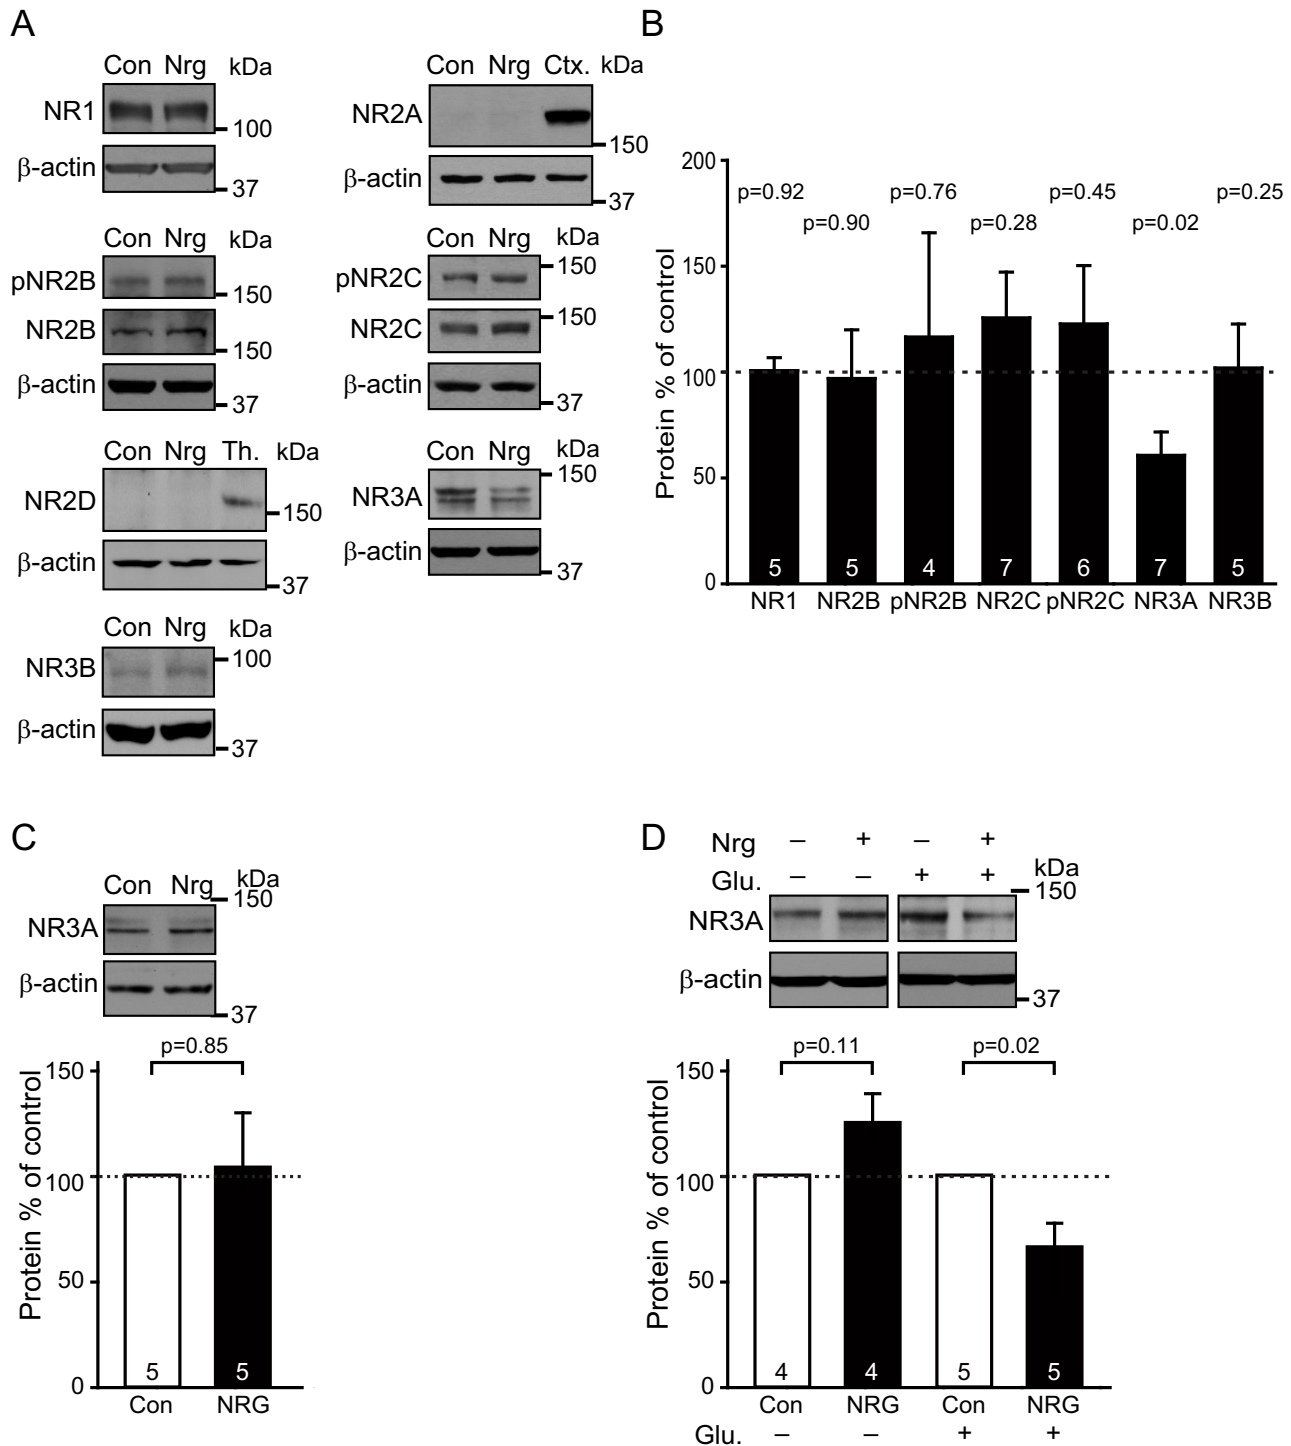 A
Con Nrg kDa
NR1
100
β-actin
37
Con Nrg Ctx. kDa
NR2A
150
β-actin
37
Con Nrg kDa
pNR2B
150
NR2B
150
β-actin
37
Con Nrg kDa
pNR2C
150
NR2C
150
β-actin
37
Con Nrg Th. kDa
NR2D
150
β-actin
37
Con Nrg
NR3A
150
β-actin
37
Con Nrg kDa
NR3B
100
β-actin
37
B
Protein % of control
200
150
100
50
0
p=0.92 p=0.76 p=0.45 p=0.25
p=0.90 p=0.28 p=0.02
5 5 4 7 6 7 5
NR1 NR2B pNR2B NR2C pNR2C NR3A NR3B
C
Con Nrg kDa
150
NR3A
β-actin
37
p=0.85
Protein % of control
150
100
50
0
5 5
Con NRG
D
Nrg – + – +
Glu. – – + + kDa
150
NR3A
β-actin
37
p=0.11 p=0.02
Protein % of control
150
100
50
0
4 4 5 5
Con NRG Con NRG
Glu. – – + +